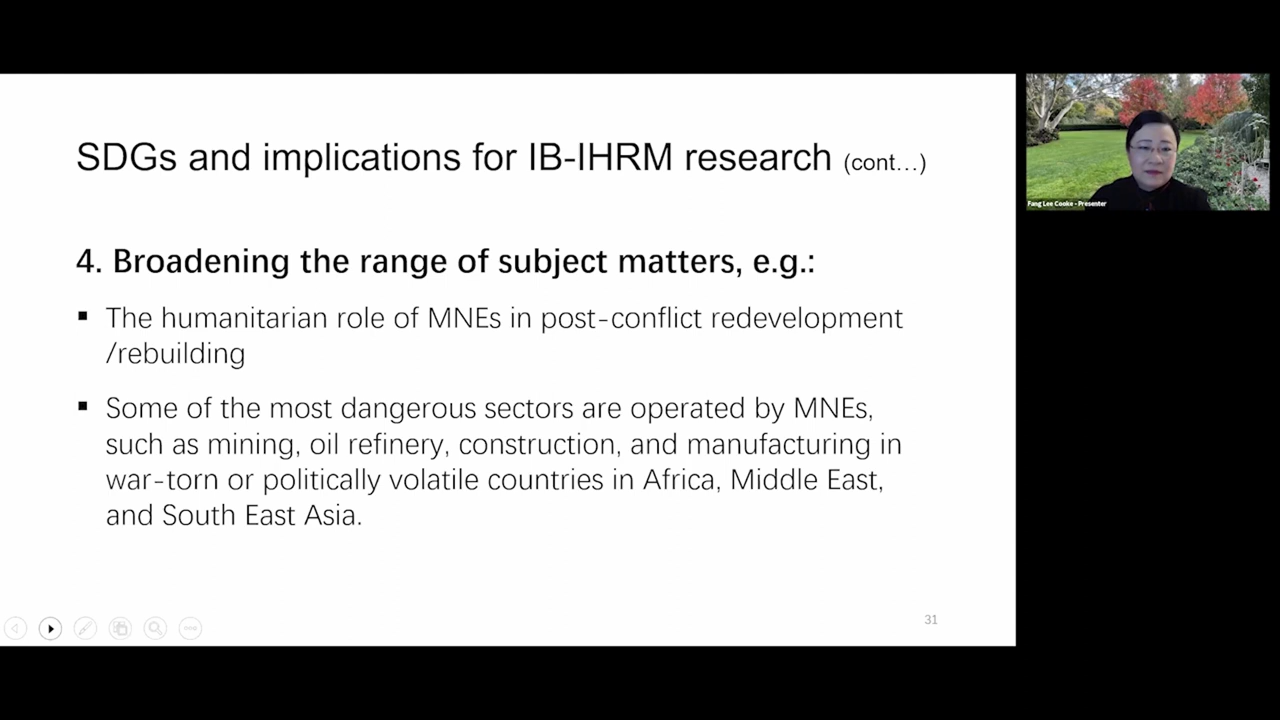 SDGs and implications for IB-IHRM research (cont...)
4. Broadening the range of subject matters, e.g.:
▪ The humanitarian role of MNEs in post-conflict redevelopment
/rebuilding
▪ Some of the most dangerous sectors are operated by MNEs,
such as mining, oil refinery, construction, and manufacturing in
war-torn or politically volatile countries in Africa, Middle East,
and South East Asia.
31
Fang Lee Cooke - Presenter